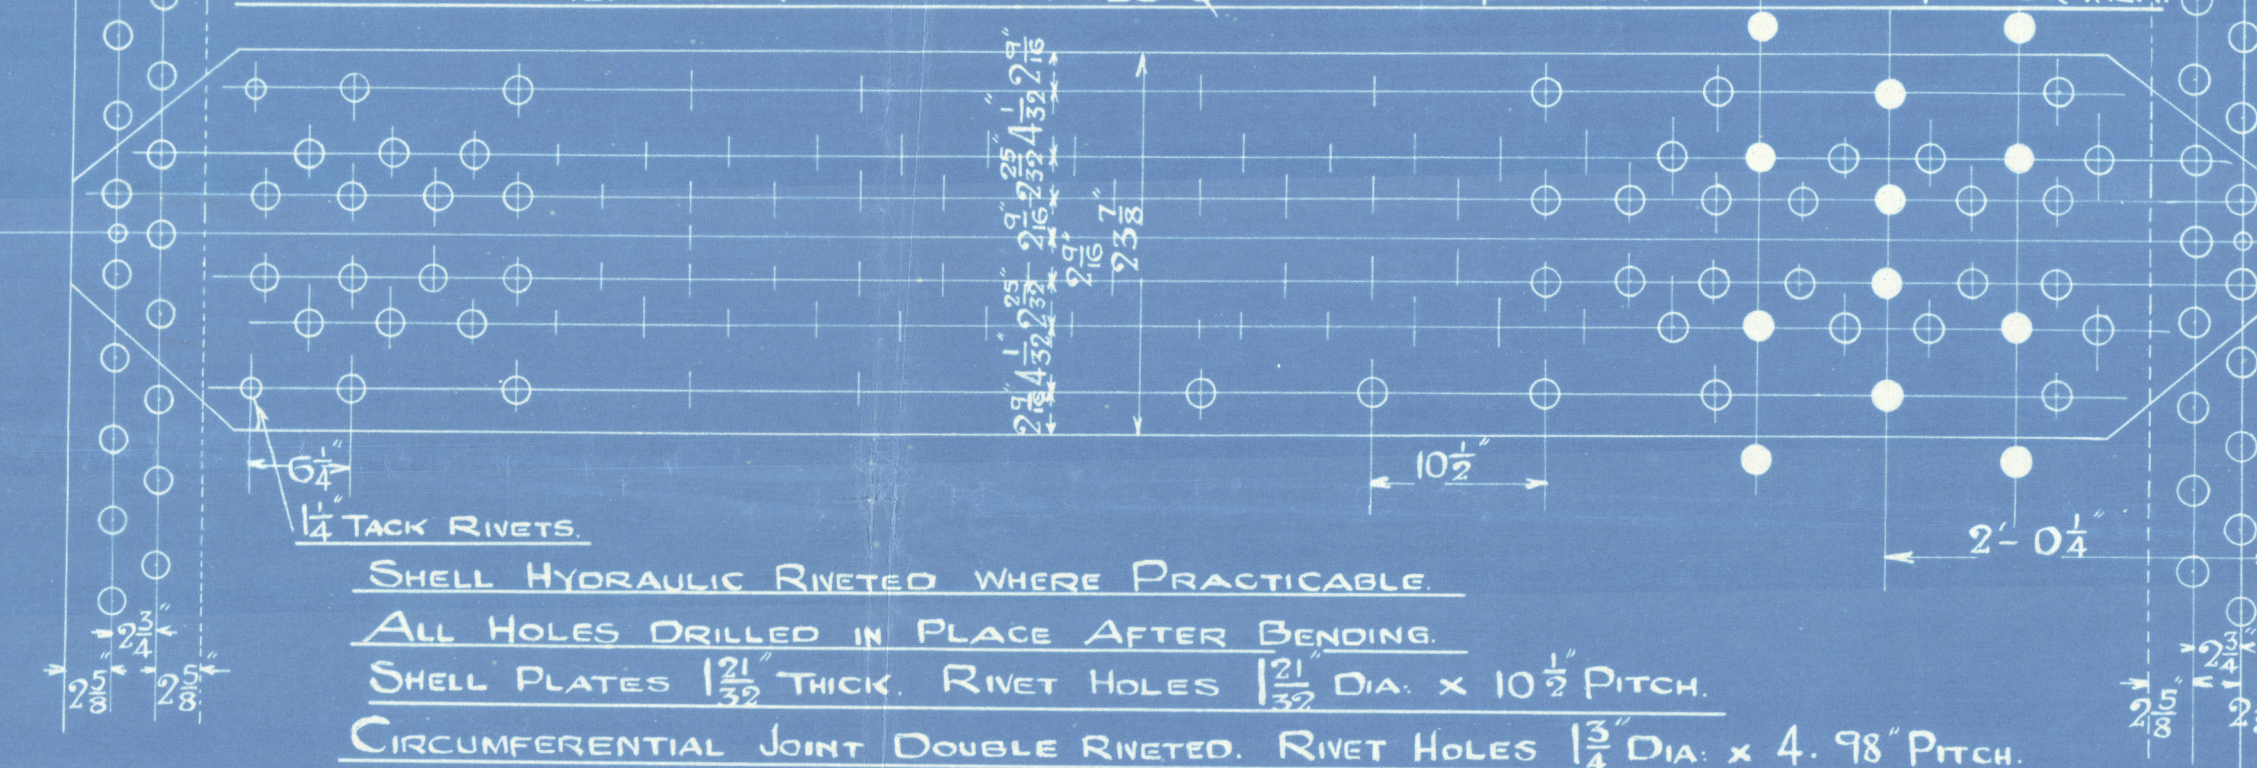 2 9/16"
4 1/32"
2 25/32"
2 9/16"
2 9/16"
23 7/8"
2 25/32"
4 1/32"
2 9/16"
6 1/4"
10 1/2"
1 1/4" TACK RIVETS.
2'- 0 1/4"
SHELL HYDRAULIC RIVETED WHERE PRACTICABLE.
ALL HOLES DRILLED IN PLACE AFTER BENDING.
2 3/4"
2 3/4"
SHELL PLATES 1 21/32" THICK. RIVET HOLES 1 21/32" DIA: x 10 1/2" PITCH.
2 5/8"
2 5/8"
2 5/8"
CIRCUMFERENTIAL JOINT DOUBLE RIVETED. RIVET HOLES 1 3/4" DIA: x 4.98" PITCH.